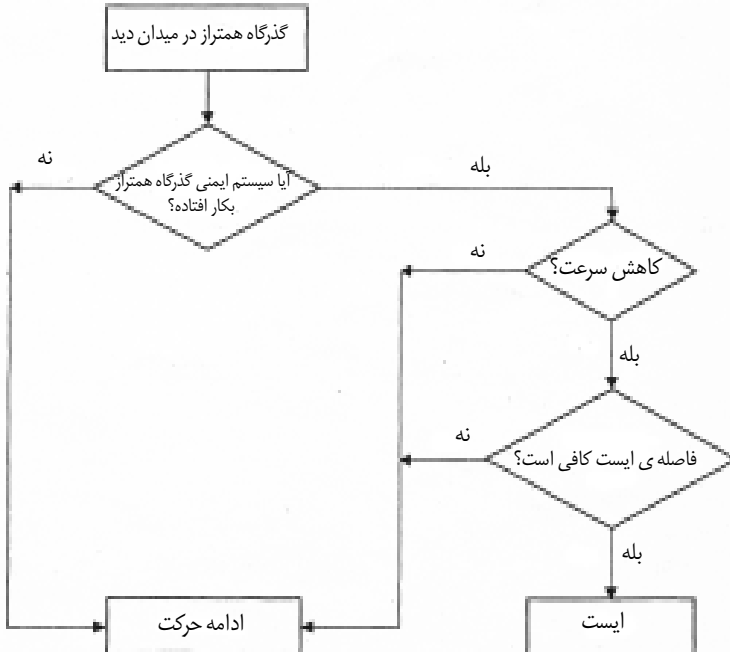 گذرگاه همتراز در میدان دید
نه
بله
آیا سیستم ایمنی گذرگاه همتراز
بکار افتاده؟
نه
کاهش سرعت؟
بله
نه
فاصله ی ایست کافی است؟
بله
ادامه حرکت
ایست